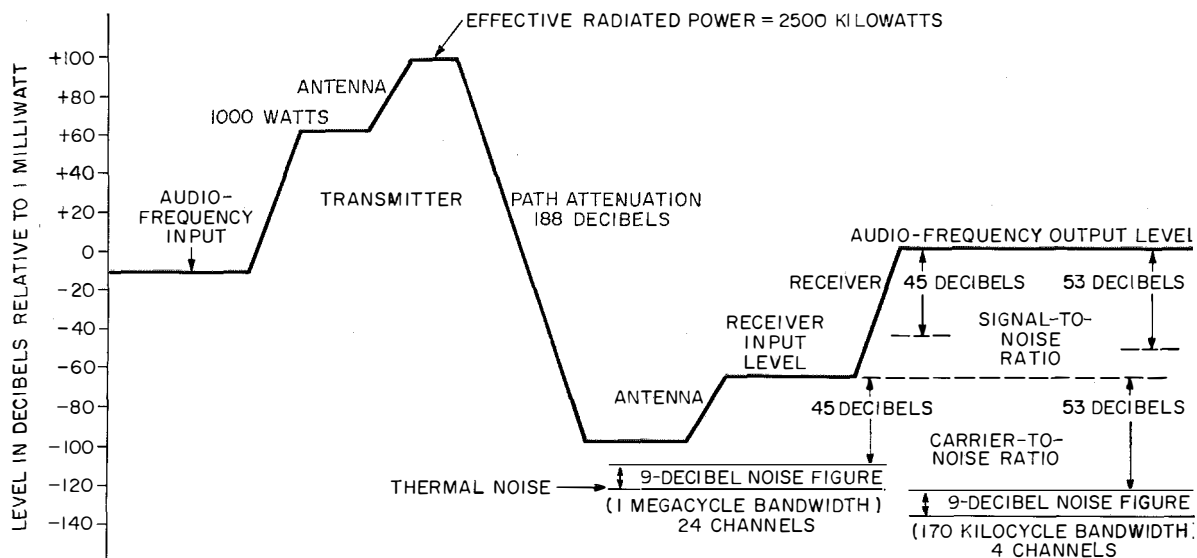 EFFECTIVE RADIATED POWER = 2500 KILOWATTS
LEVEL IN DECIBELS RELATIVE TO 1 MILLIWATT
+100
+80
+60
+40
+20
0
-20
-40
-60
-80
-100
-120
-140
ANTENNA
1000 WATTS
AUDIO-
FREQUENCY
INPUT
TRANSMITTER
PATH ATTENUATION
188 DECIBELS
AUDIO-FREQUENCY OUTPUT LEVEL
RECEIVER
45 DECIBELS
53 DECIBELS
SIGNAL-TO-
NOISE
RATIO
RECEIVER
INPUT
LEVEL
ANTENNA
45 DECIBELS
53 DECIBELS
CARRIER-TO-
NOISE RATIO
THERMAL NOISE
9-DECIBEL NOISE FIGURE
(1 MEGACYCLE BANDWIDTH)
24 CHANNELS
9-DECIBEL NOISE FIGURE
(170 KILOCYCLE BANDWIDTH)
4 CHANNELS